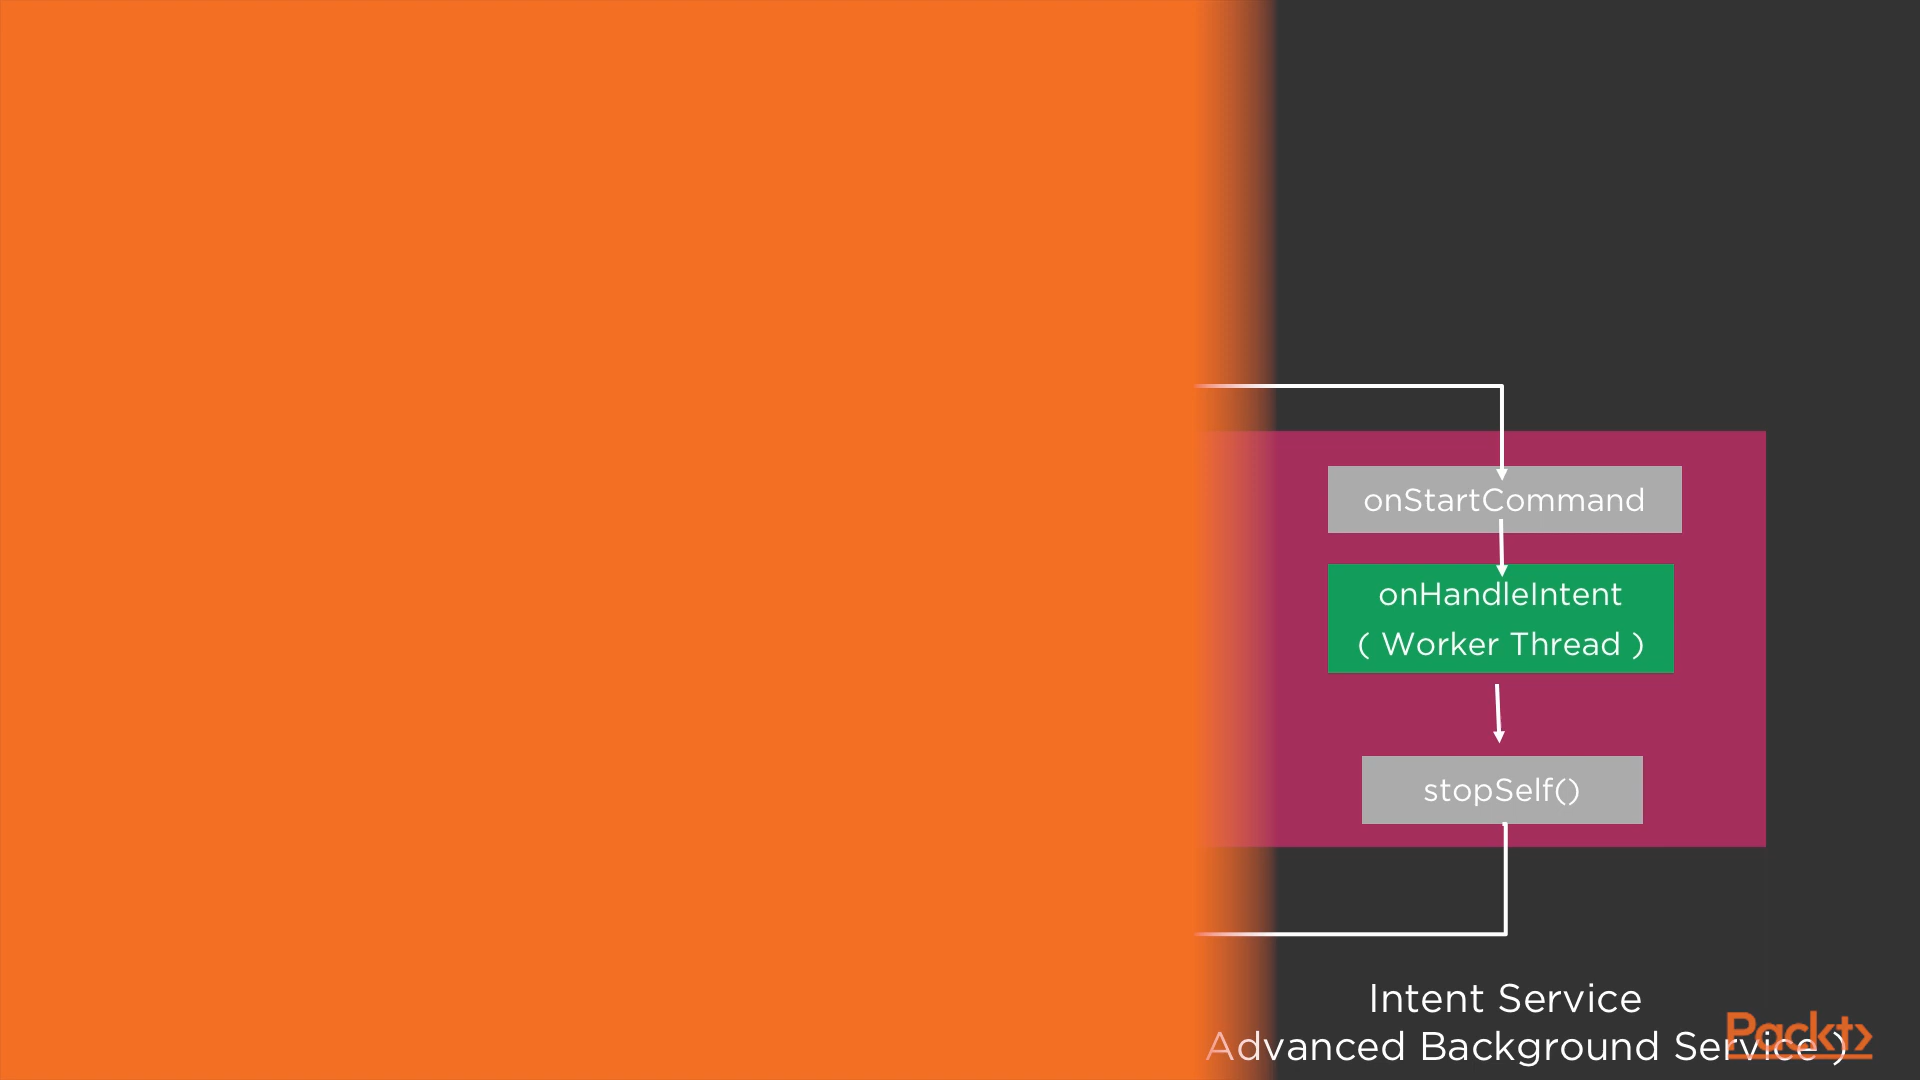 onStartCommand
onHandleIntent
( Worker Thread )
stopSelf()
Intent Service
Advanced Background Service )
Packt>